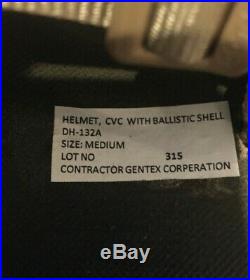 HELMET, CVC WITH BALLISTIC SHELL
DH-132A
SIZE: MEDIUM
LOT NO 315
CONTRACTOR GENTEX CORPERATION